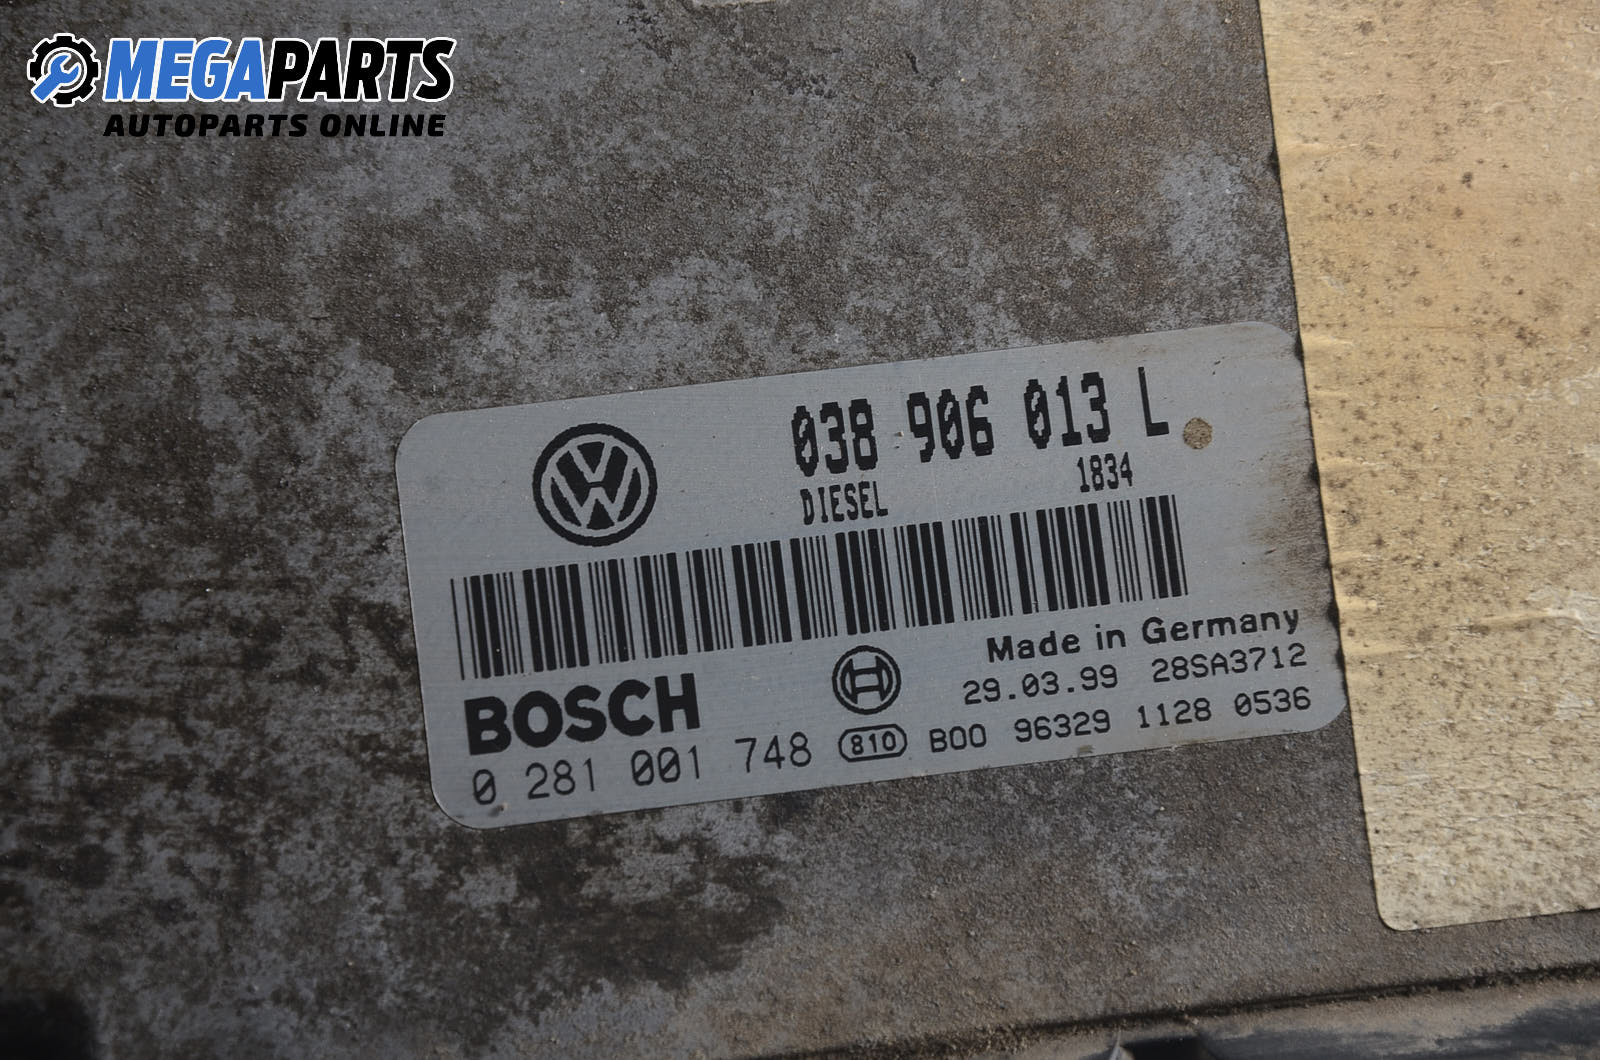 MEGAPARTS
AUTOPARTS ONLINE
038 906 013 L
DIESEL 1834
Made in Germany
BOSCH 29.03.99 28SA3712
0 281 001 748 810 B00 96329 1128 0536